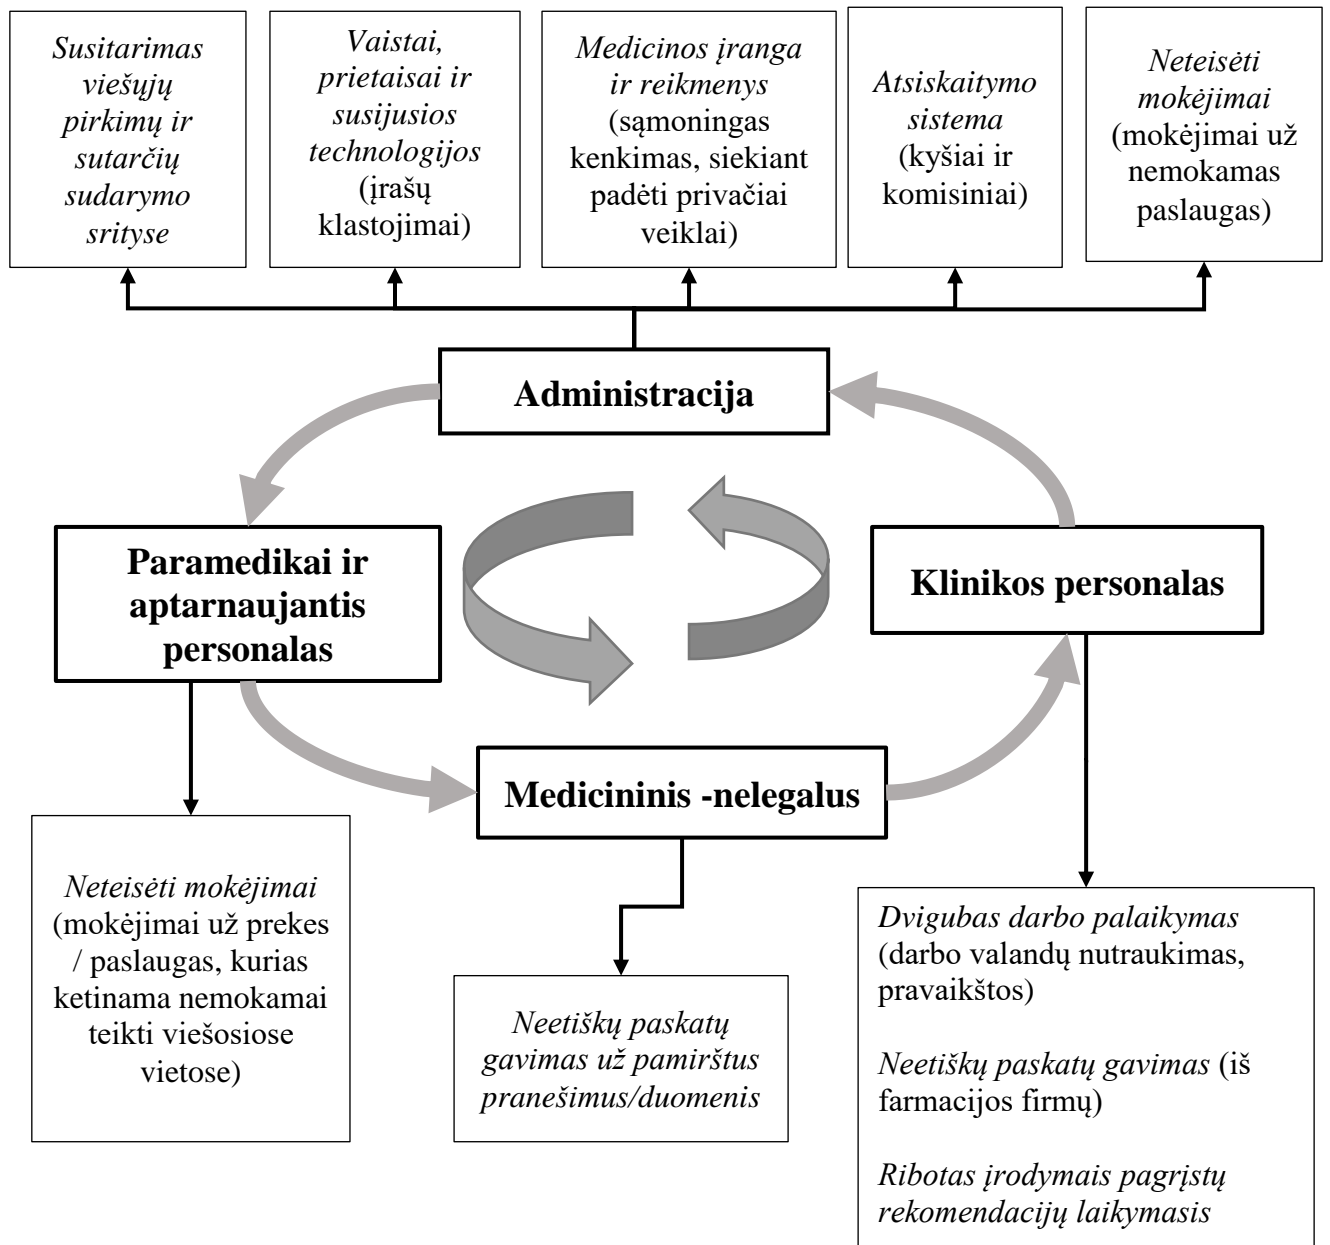 Susitarimas
viešųjų
pirkimų ir
sutarčių
sudarymo
srityse
Vaistai,
prietaisai ir
susijusios
technologijos
(įrašų
klastojimai)
Medicinos įranga
ir reikmenys
(sąmoningas
kenkimas, siekiant
padėti privačiai
veiklai)
Atsiskaitymo
sistema
(kyšiai ir
komisiniai)
Neteisėti
mokėjimai
(mokėjimai už
nemokamas
paslaugas)
Administracija
Paramedikai ir
aptarnaujantis
personalas
Klinikos personalas
Medicininis -nelegalus
Neteisėti mokėjimai
(mokėjimai už prekes
/ paslaugas, kurias
ketinama nemokamai
teikti viešosiose
vietose)
Neetiškų paskatų
gavimas už pamirštus
pranešimus/duomenis
Dvigubas darbo palaikymas
(darbo valandų nutraukimas,
pravaikštos)
Neetiškų paskatų gavimas (iš
farmacijos firmų)
Ribotas įrodymais pagrįstų
rekomendacijų laikymasis